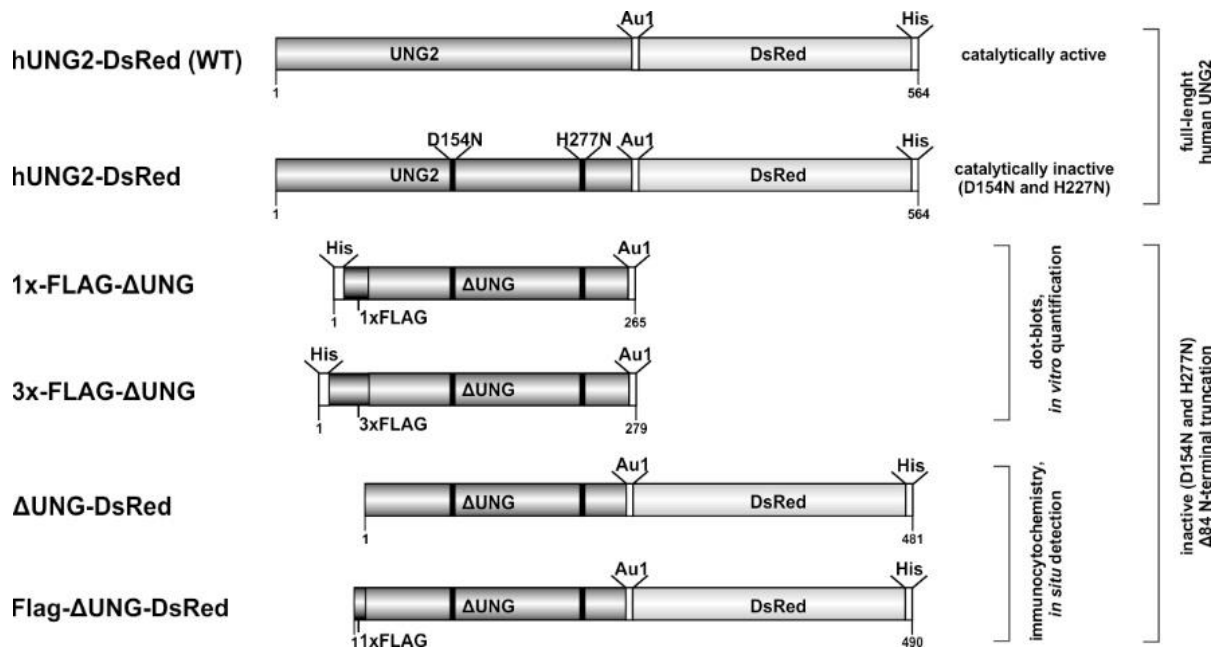 Au1 His
hUNG2-DsRed (WT) UNG2 DsRed catalytically active
1 564
D154N H277N Au1
hUNG2-DsRed UNG2 DsRed catalytically inactive
(D154N and H227N)
1 564
full-lenght
human UNG2
His Au1
1x-FLAG-ΔUNG ΔUNG
1 1xFLAG 265
His Au1
3x-FLAG-ΔUNG ΔUNG
1 3xFLAG 279
dot-blots,
in vitro quantification
Au1 His
ΔUNG-DsRed ΔUNG DsRed
1 481
Au1 His
Flag-ΔUNG-DsRed ΔUNG DsRed
1 1xFLAG 490
immunocytochemistry,
in situ detection
inactive (D154N and H277N)
Δ84 N-terminal truncation